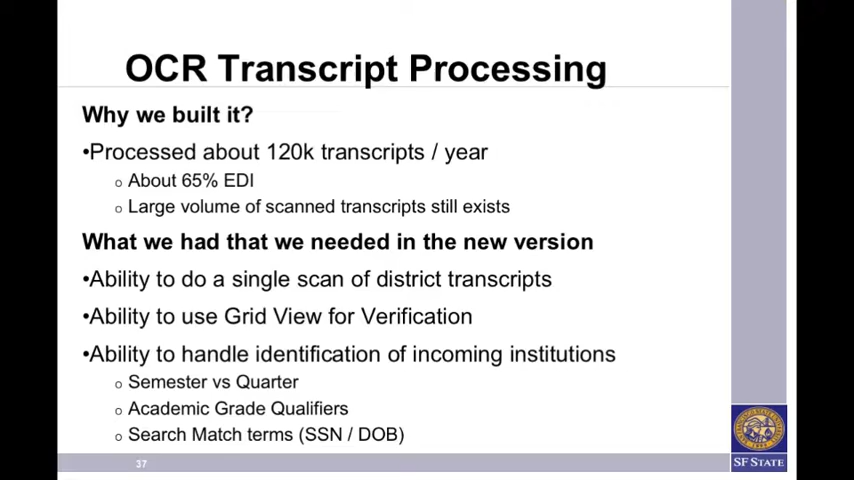 OCR Transcript Processing
Why we built it?
•Processed about 120k transcripts / year
o About 65% EDI
o Large volume of scanned transcripts still exists
What we had that we needed in the new version
•Ability to do a single scan of district transcripts
•Ability to use Grid View for Verification
•Ability to handle identification of incoming institutions
o Semester vs Quarter
o Academic Grade Qualifiers
o Search Match terms (SSN / DOB)
37
SF STATE